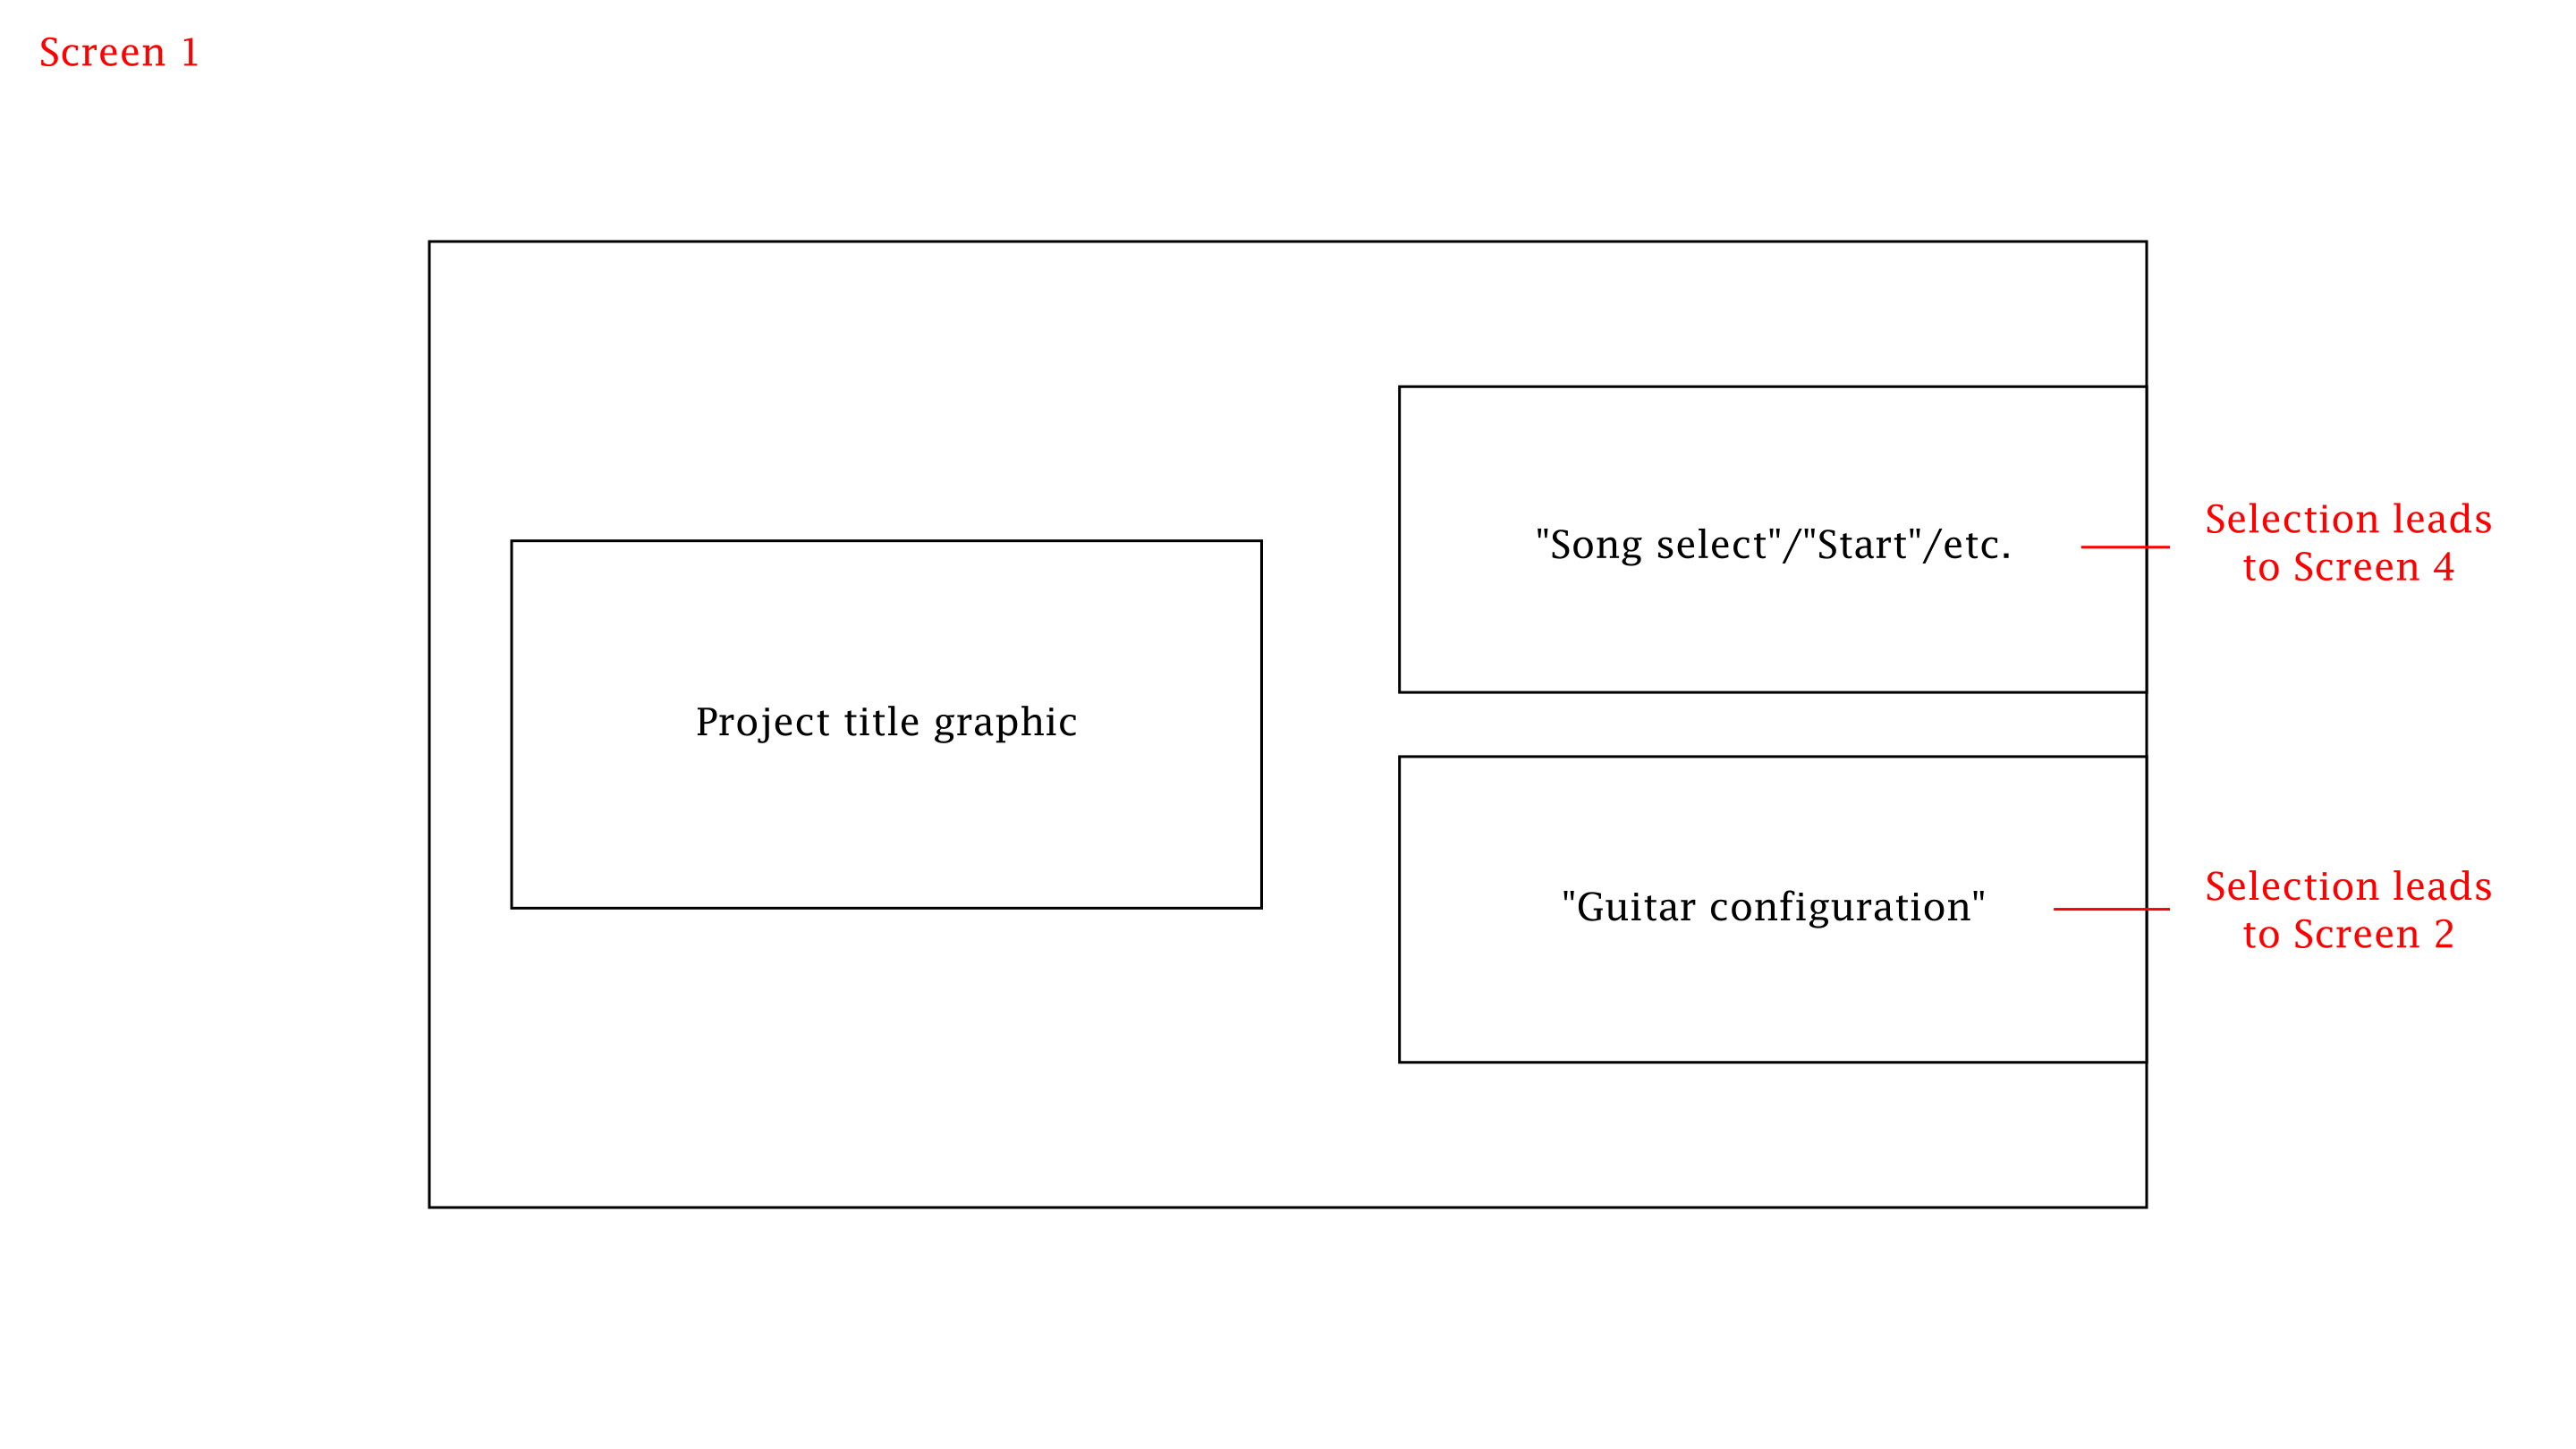 Screen 1
"Song select"/"Start"/etc.
Selection leads
to Screen 4
Project title graphic
"Guitar configuration"
Selection leads
to Screen 2